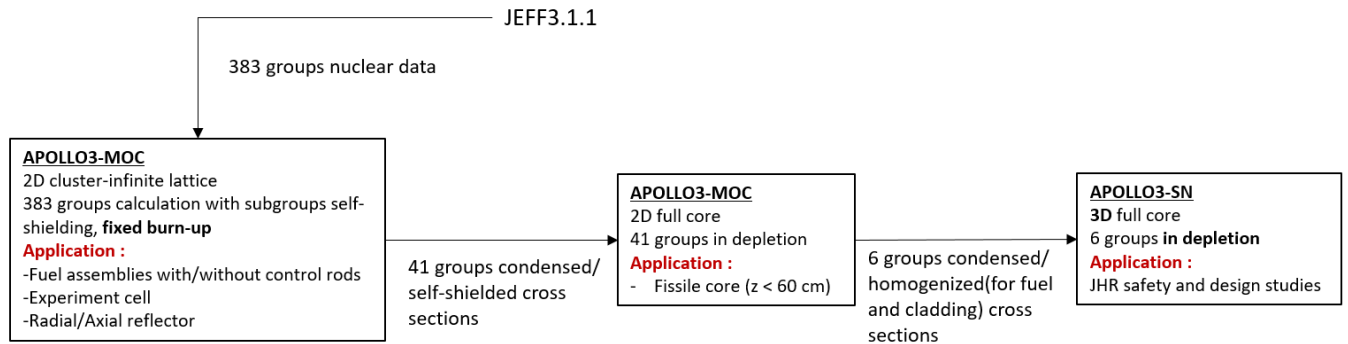 JEFF3.1.1
383 groups nuclear data
APOLLO3-MOC
2D cluster-infinite lattice
383 groups calculation with subgroups self-
shielding, fixed burn-up
Application :
-Fuel assemblies with/without control rods
-Experiment cell
-Radial/Axial reflector
41 groups condensed/
self-shielded cross
sections
APOLLO3-MOC
2D full core
41 groups in depletion
Application :
- Fissile core (z < 60 cm)
6 groups condensed/
homogenized(for fuel
and cladding) cross
sections
APOLLO3-SN
3D full core
6 groups in depletion
Application :
JHR safety and design studies